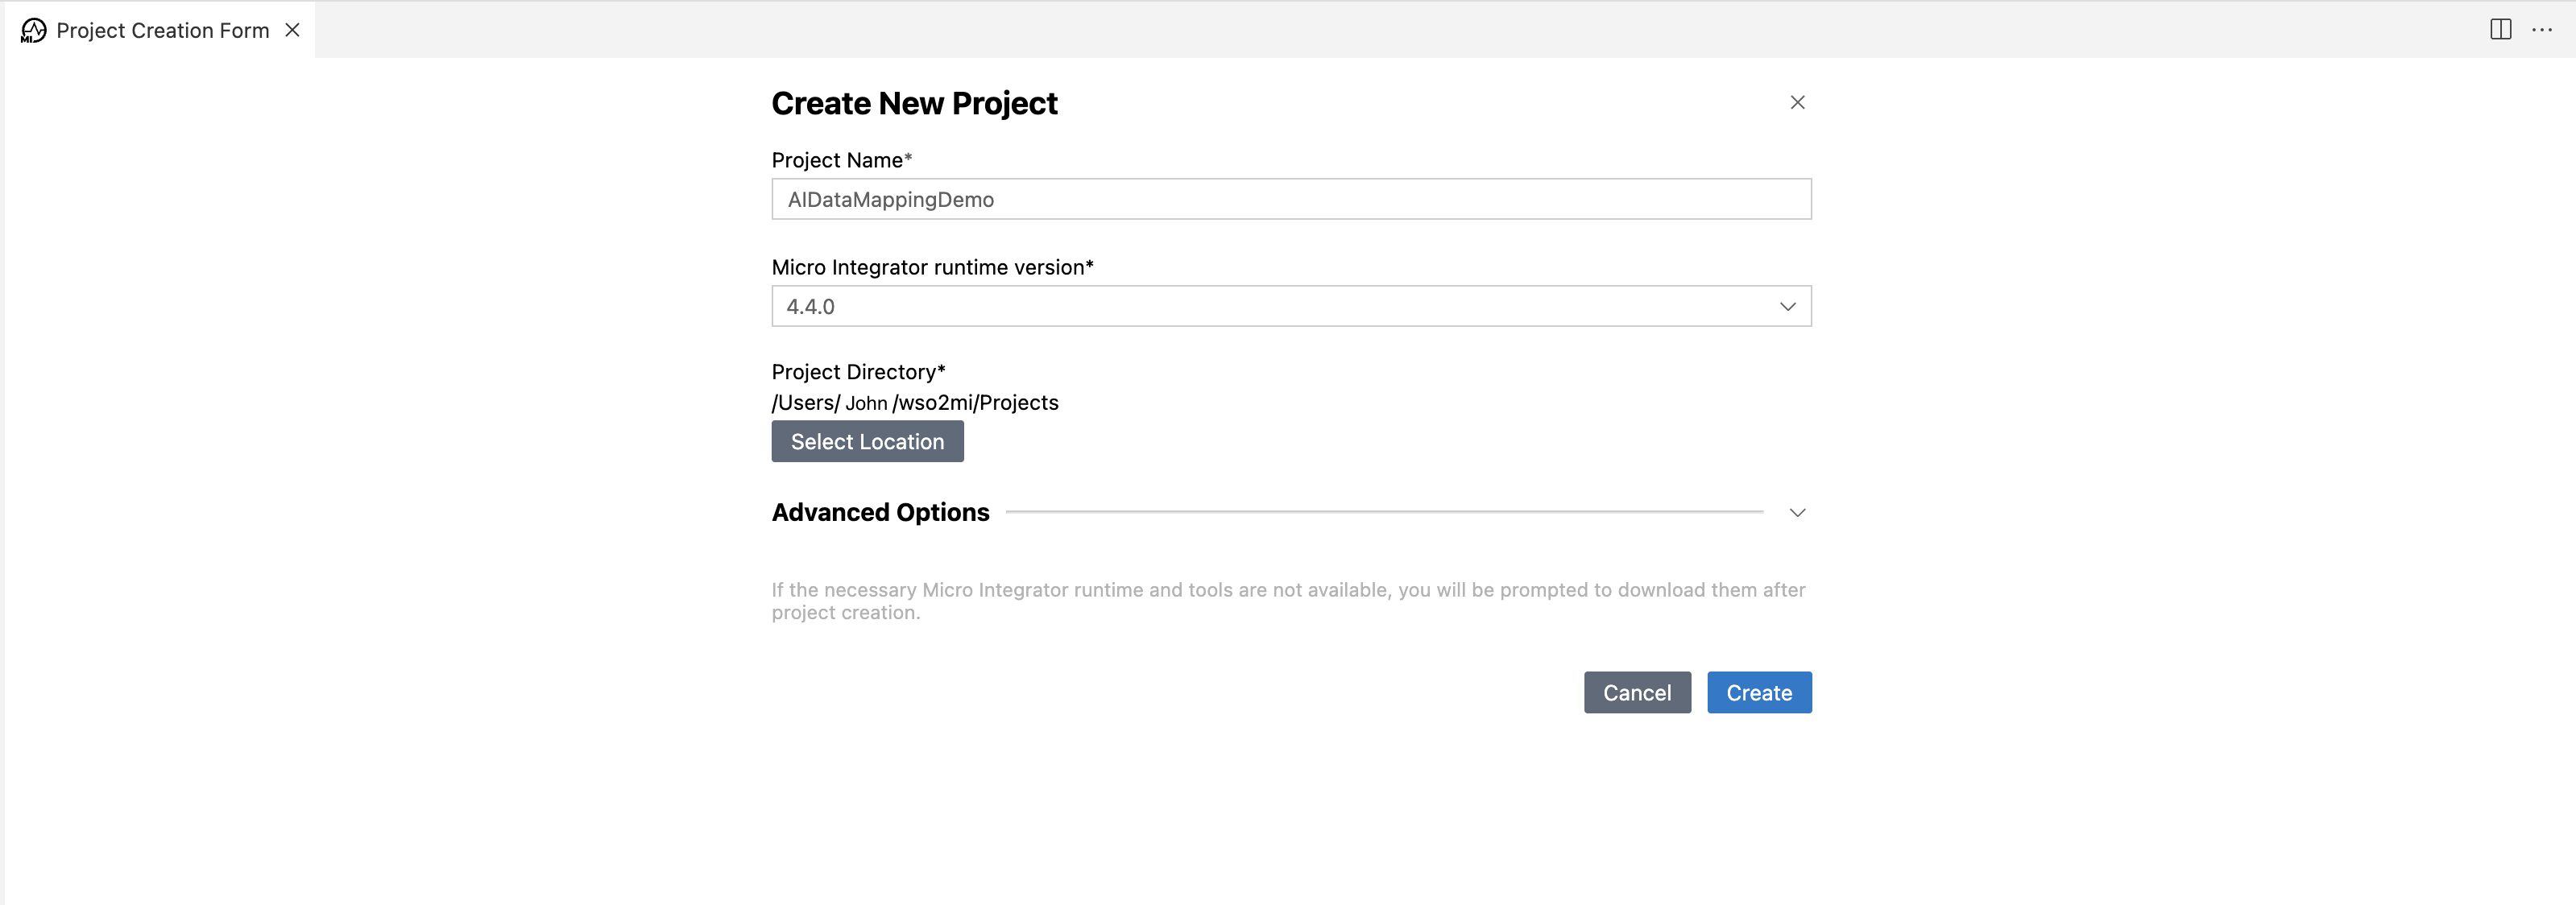 MI Project Creation Form
Create New Project
Project Name*
AIDataMappingDemo
Micro Integrator runtime version*
4.4.0
Project Directory*
/Users/ John /wso2mi/Projects
Select Location
Advanced Options
If the necessary Micro Integrator runtime and tools are not available, you will be prompted to download them after
project creation.
Cancel Create